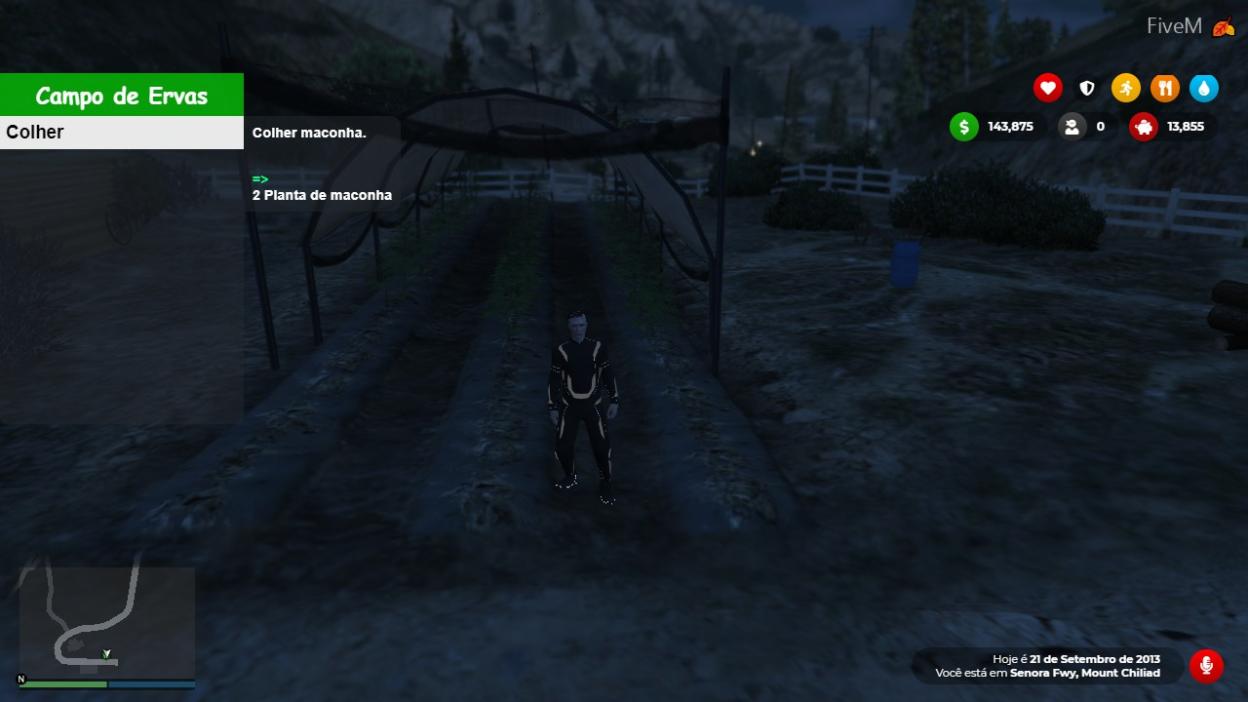 FiveM
Campo de Ervas
Colher
Colher maconha.
=>
2 Planta de maconha
$ 143,875 0 13,855
N
Hoje é 21 de Setembro de 2013
Você está em Senora Fwy, Mount Chiliad